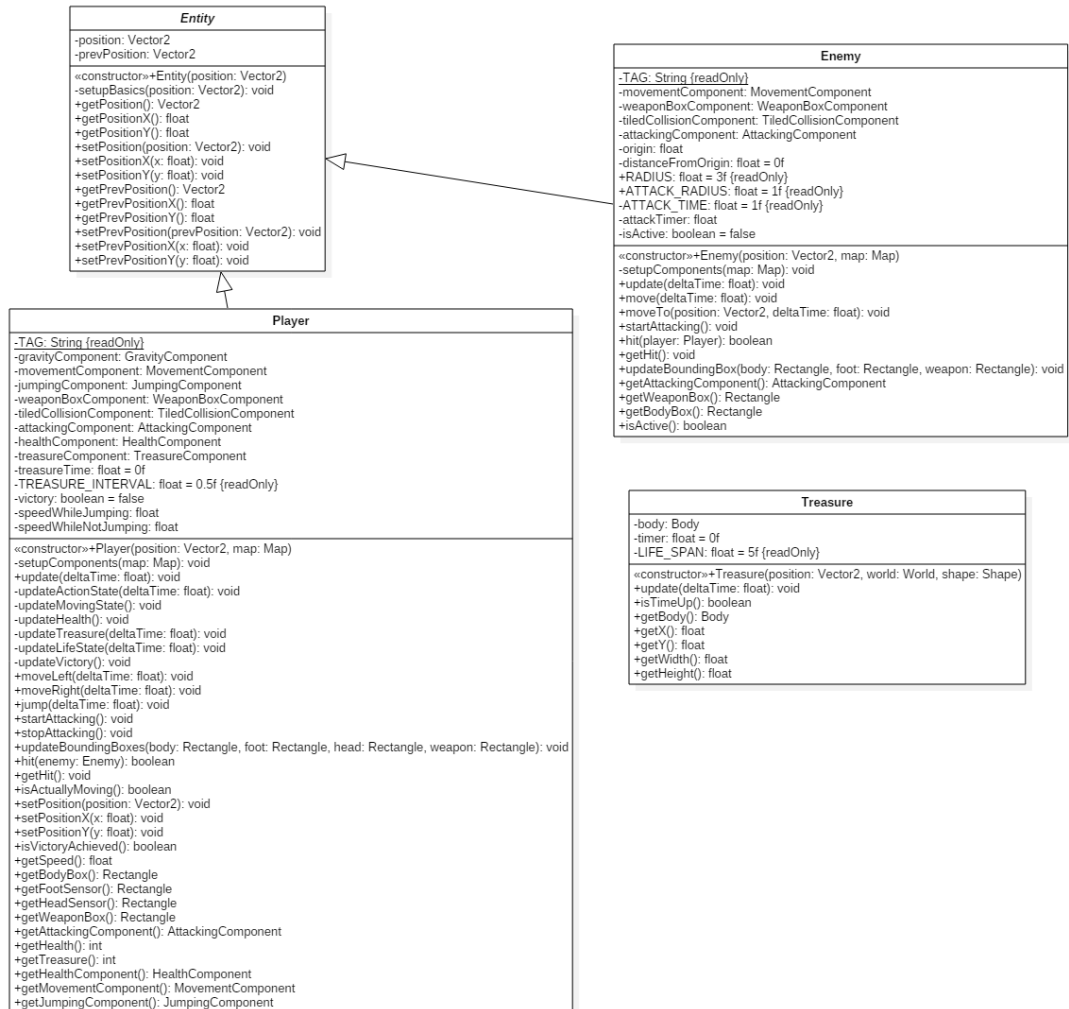 Entity
-position: Vector2
-prevPosition: Vector2
«constructor»+Entity(position: Vector2)
-setupBasics(position: Vector2): void
+getPosition(): Vector2
+getPositionX(): float
+getPositionY(): float
+setPosition(position: Vector2): void
+setPositionX(x: float): void
+setPositionY(y: float): void
+getPrevPosition(): Vector2
+getPrevPositionX(): float
+getPrevPositionY(): float
+setPrevPosition(prevPosition: Vector2): void
+setPrevPositionX(x: float): void
+setPrevPositionY(y: float): void
Enemy
-TAG: String {readOnly}
-movementComponent: MovementComponent
-weaponBoxComponent: WeaponBoxComponent
-tiledCollisionComponent: TiledCollisionComponent
-attackingComponent: AttackingComponent
-origin: float
-distanceFromOrigin: float = 0f
+RADIUS: float = 3f {readOnly}
+ATTACK_RADIUS: float = 1f {readOnly}
-ATTACK_TIME: float = 1f {readOnly}
-attackTimer: float
-isActive: boolean = false
«constructor»+Enemy(position: Vector2, map: Map)
-setupComponents(map: Map): void
+update(deltaTime: float): void
+move(deltaTime: float): void
+moveTo(position: Vector2, deltaTime: float): void
+startAttacking(): void
+hit(player: Player): boolean
+getHit(): void
+updateBoundingBox(body: Rectangle, foot: Rectangle, weapon: Rectangle): void
+getAttackingComponent(): AttackingComponent
+getWeaponBox(): Rectangle
+getBodyBox(): Rectangle
+isActive(): boolean
Player
-TAG: String {readOnly}
-gravityComponent: GravityComponent
-movementComponent: MovementComponent
-jumpingComponent: JumpingComponent
-weaponBoxComponent: WeaponBoxComponent
-tiledCollisionComponent: TiledCollisionComponent
-attackingComponent: AttackingComponent
-healthComponent: HealthComponent
-treasureComponent: TreasureComponent
-treasureTime: float = 0f
-TREASURE_INTERVAL: float = 0.5f {readOnly}
-victory: boolean = false
-speedWhileJumping: float
-speedWhileNotJumping: float
«constructor»+Player(position: Vector2, map: Map)
-setupComponents(map: Map): void
+update(deltaTime: float): void
-updateActionState(deltaTime: float): void
-updateMovingState(): void
-updateHealth(): void
-updateTreasure(deltaTime: float): void
-updateLifeState(deltaTime: float): void
-updateVictory(): void
+moveLeft(deltaTime: float): void
+moveRight(deltaTime: float): void
+jump(deltaTime: float): void
+startAttacking(): void
+stopAttacking(): void
+updateBoundingBoxes(body: Rectangle, foot: Rectangle, head: Rectangle, weapon: Rectangle): void
+hit(enemy: Enemy): boolean
+getHit(): void
+isActuallyMoving(): boolean
+setPosition(position: Vector2): void
+setPositionX(x: float): void
+setPositionY(y: float): void
+isVictoryAchieved(): boolean
+getSpeed(): float
+getBodyBox(): Rectangle
+getFootSensor(): Rectangle
+getHeadSensor(): Rectangle
+getWeaponBox(): Rectangle
+getAttackingComponent(): AttackingComponent
+getHealth(): int
+getTreasure(): int
+getHealthComponent(): HealthComponent
+getMovementComponent(): MovementComponent
+getJumpingComponent(): JumpingComponent
Treasure
-body: Body
-timer: float = 0f
-LIFE_SPAN: float = 5f {readOnly}
«constructor»+Treasure(position: Vector2, world: World, shape: Shape)
+update(deltaTime: float): void
+isTimeUp(): boolean
+getBody(): Body
+getX(): float
+getY(): float
+getWidth(): float
+getHeight(): float